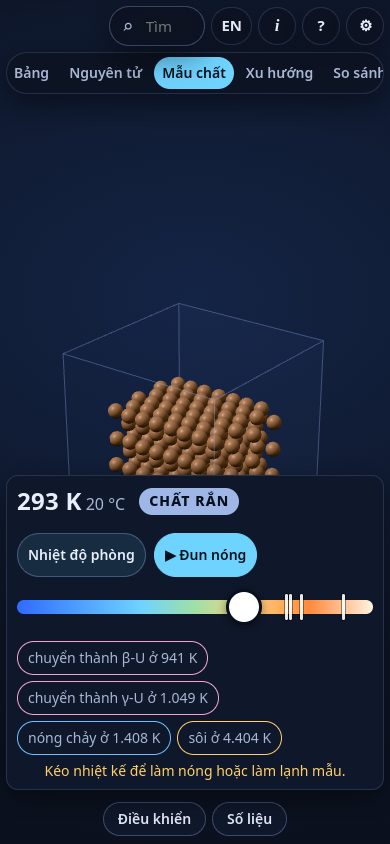 Tìm EN i ? 
Bảng Nguyên tử Mẫu chất Xu hướng So sánh
293 K 20 °C CHẤT RẮN
Nhiệt độ phòng ▶ Đun nóng
chuyển thành β-U ở 941 K
chuyển thành γ-U ở 1.049 K
nóng chảy ở 1.408 K sôi ở 4.404 K
Kéo nhiệt kế để làm nóng hoặc làm lạnh mẫu.
Điều khiển Số liệu